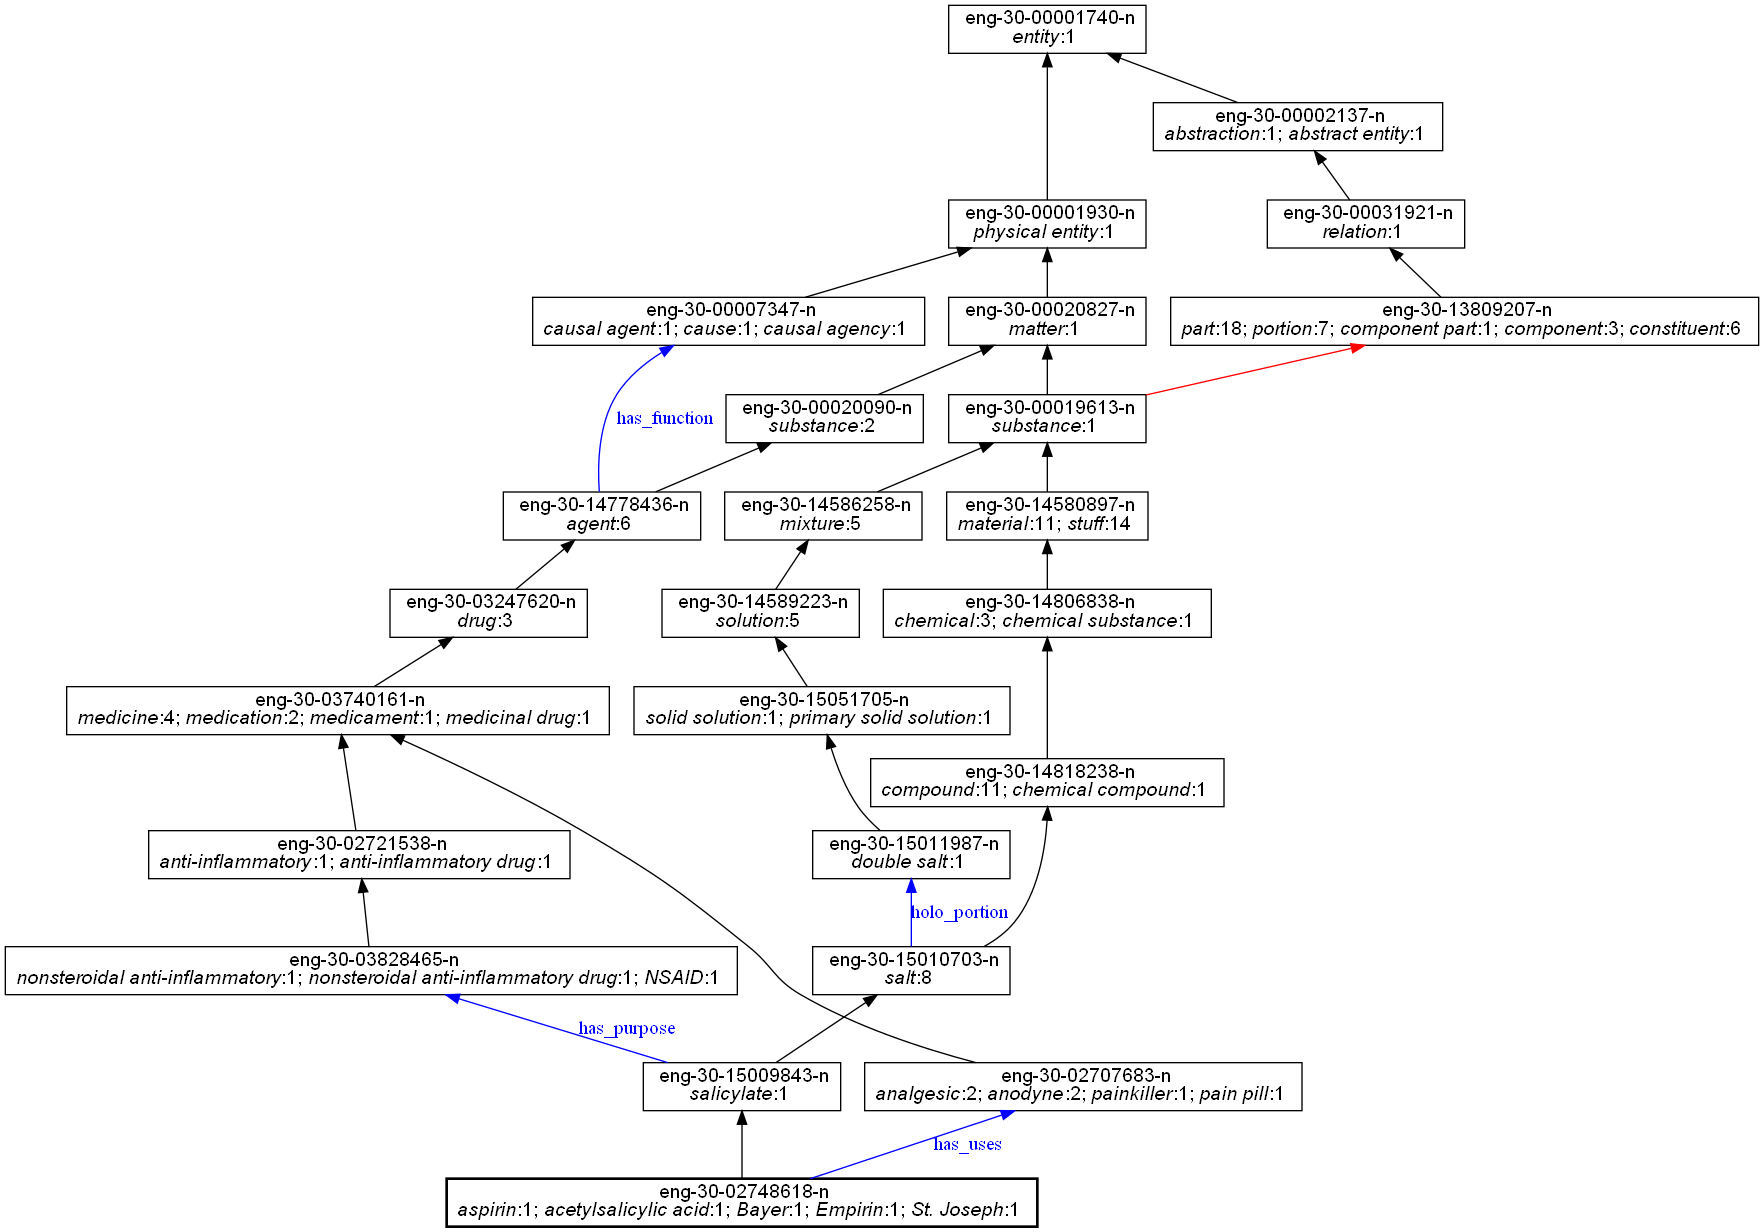 eng-30-00001740-n
entity:1
eng-30-00002137-n
abstraction:1; abstract entity:1
eng-30-00001930-n
physical entity:1
eng-30-00031921-n
relation:1
eng-30-00007347-n
causal agent:1; cause:1; causal agency:1
eng-30-00020827-n
matter:1
eng-30-13809207-n
part:18; portion:7; component part:1; component:3; constituent:6
has_function
eng-30-00020090-n
substance:2
eng-30-00019613-n
substance:1
eng-30-14778436-n
agent:6
eng-30-14586258-n
mixture:5
eng-30-14580897-n
material:11; stuff:14
eng-30-03247620-n
drug:3
eng-30-14589223-n
solution:5
eng-30-14806838-n
chemical:3; chemical substance:1
eng-30-03740161-n
medicine:4; medication:2; medicament:1; medicinal drug:1
eng-30-15051705-n
solid solution:1; primary solid solution:1
eng-30-14818238-n
compound:11; chemical compound:1
eng-30-02721538-n
anti-inflammatory:1; anti-inflammatory drug:1
eng-30-15011987-n
double salt:1
holo_portion
eng-30-03828465-n
nonsteroidal anti-inflammatory:1; nonsteroidal anti-inflammatory drug:1; NSAID:1
eng-30-15010703-n
salt:8
has_purpose
eng-30-15009843-n
salicylate:1
eng-30-02707683-n
analgesic:2; anodyne:2; painkiller:1; pain pill:1
has_uses
eng-30-02748618-n
aspirin:1; acetylsalicylic acid:1; Bayer:1; Empirin:1; St. Joseph:1